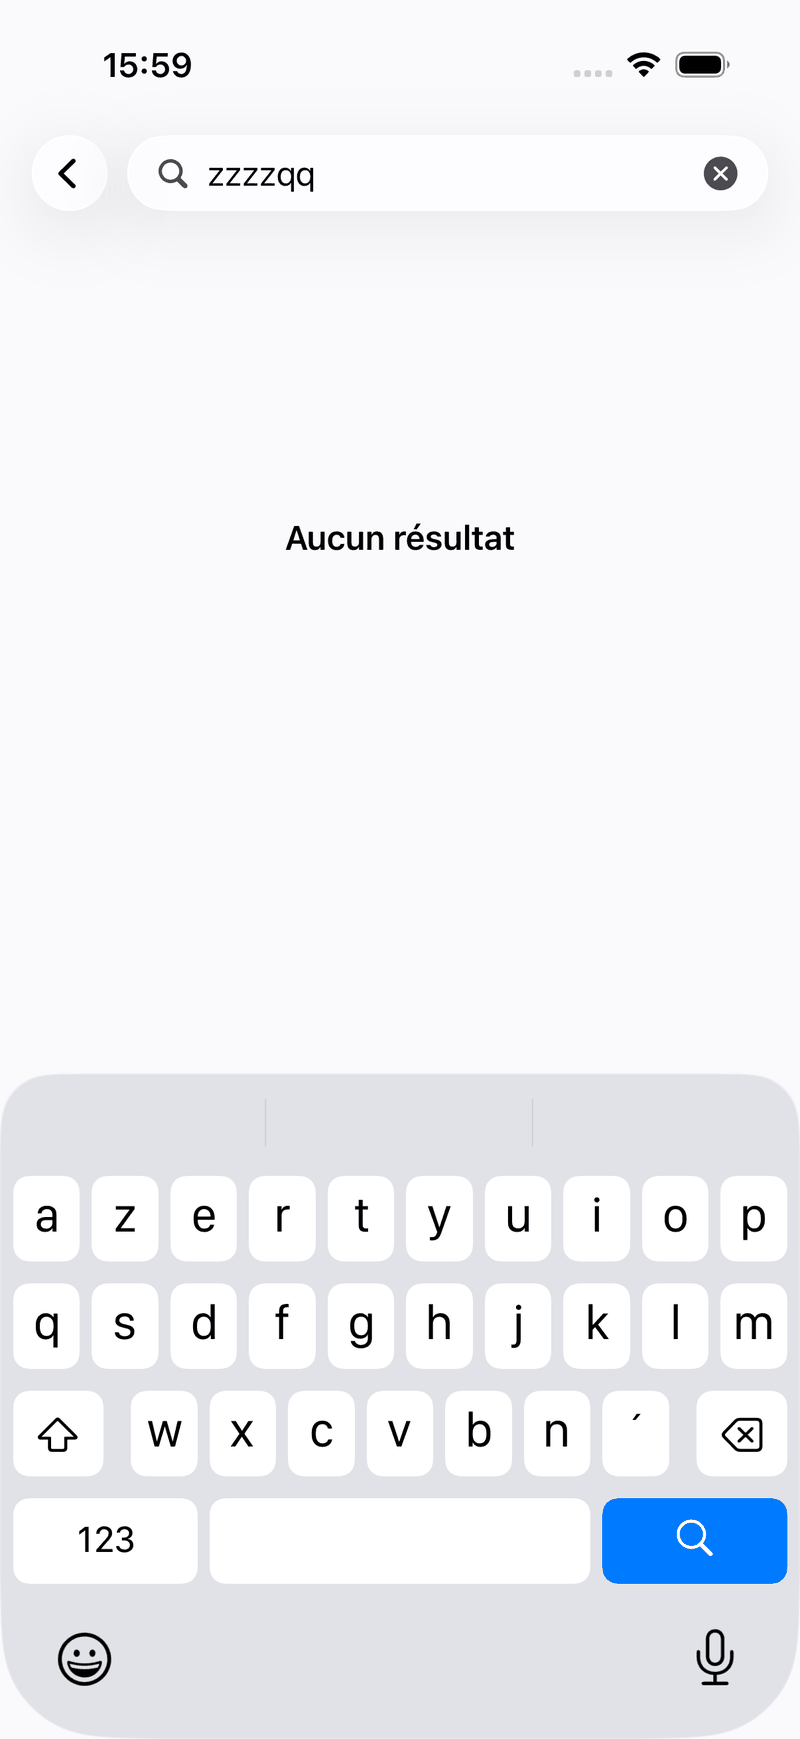 15:59
zzzzqq
Aucun résultat
a z e r t y u i o p
q s d f g h j k l m
w x c v b n ´
123